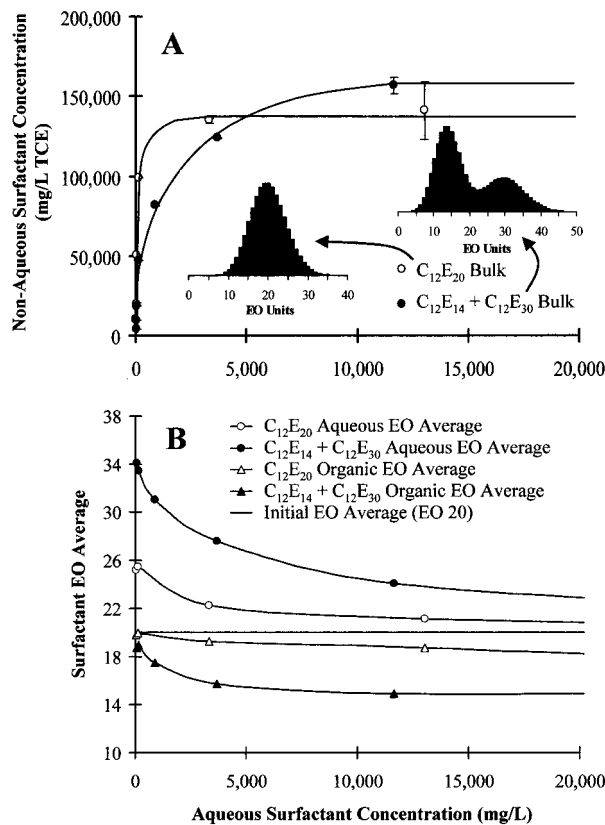 A
Non-Aqueous Surfactant Concentration
(mg/L TCE)
200,000
150,000
100,000
50,000
0
0 5,000 10,000 15,000 20,000
0 10 20 30 40
EO Units
0 10 20 30 40 50
EO Units
C₁₂E₂₀ Bulk
C₁₂E₁₄ + C₁₂E₃₀ Bulk
B
C₁₂E₂₀ Aqueous EO Average
C₁₂E₁₄ + C₁₂E₃₀ Aqueous EO Average
C₁₂E₂₀ Organic EO Average
C₁₂E₁₄ + C₁₂E₃₀ Organic EO Average
Initial EO Average (EO 20)
Surfactant EO Average
38
34
30
26
22
18
14
10
0 5,000 10,000 15,000 20,000
Aqueous Surfactant Concentration (mg/L)